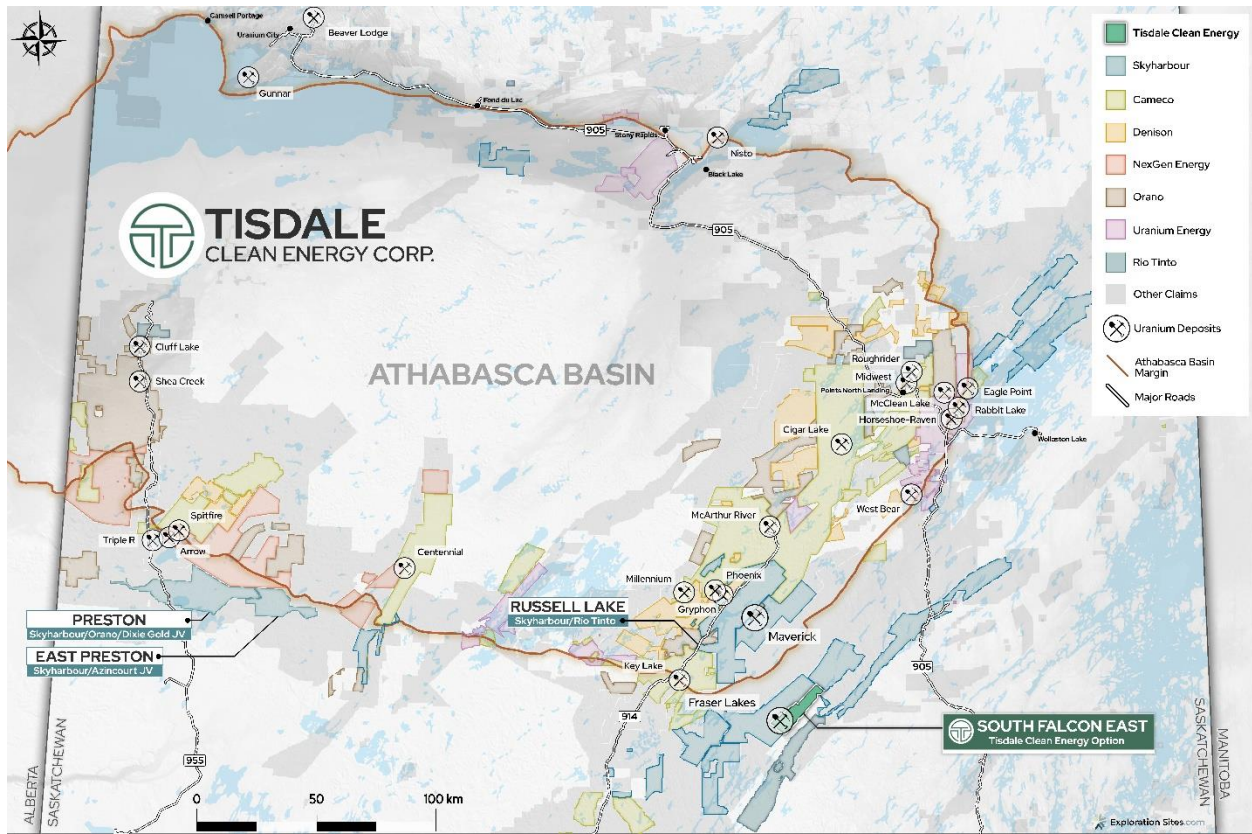 Camsell Portage
Uranium City
Beaver Lodge
Gunnar
Fond du Lac
905
Stony Rapids
Nisto
Black Lake
905
TISDALE
CLEAN ENERGY CORP.
ATHABASCA BASIN
Cluff Lake
Shea Creek
Roughrider
Midwest
Points North Landing
McClean Lake
Horseshoe-Raven
Eagle Point
Rabbit Lake
Cigar Lake
Wollaston Lake
West Bear
McArthur River
Spitfire
Triple R
Arrow
Centennial
Millennium
Phoenix
Gryphon
Maverick
PRESTON
Skyharbour/Orano/Dixie Gold JV
EAST PRESTON
Skyharbour/Azincourt JV
RUSSELL LAKE
Skyharbour/Rio Tinto
Key Lake
Fraser Lakes
905
914
955
SOUTH FALCON EAST
Tisdale Clean Energy Option
ALBERTA
SASKATCHEWAN
SASKATCHEWAN
MANITOBA
0 50 100 km
Exploration Sites.com
Tisdale Clean Energy
Skyharbour
Cameco
Denison
NexGen Energy
Orano
Uranium Energy
Rio Tinto
Other Claims
Uranium Deposits
Athabasca Basin
Margin
Major Roads